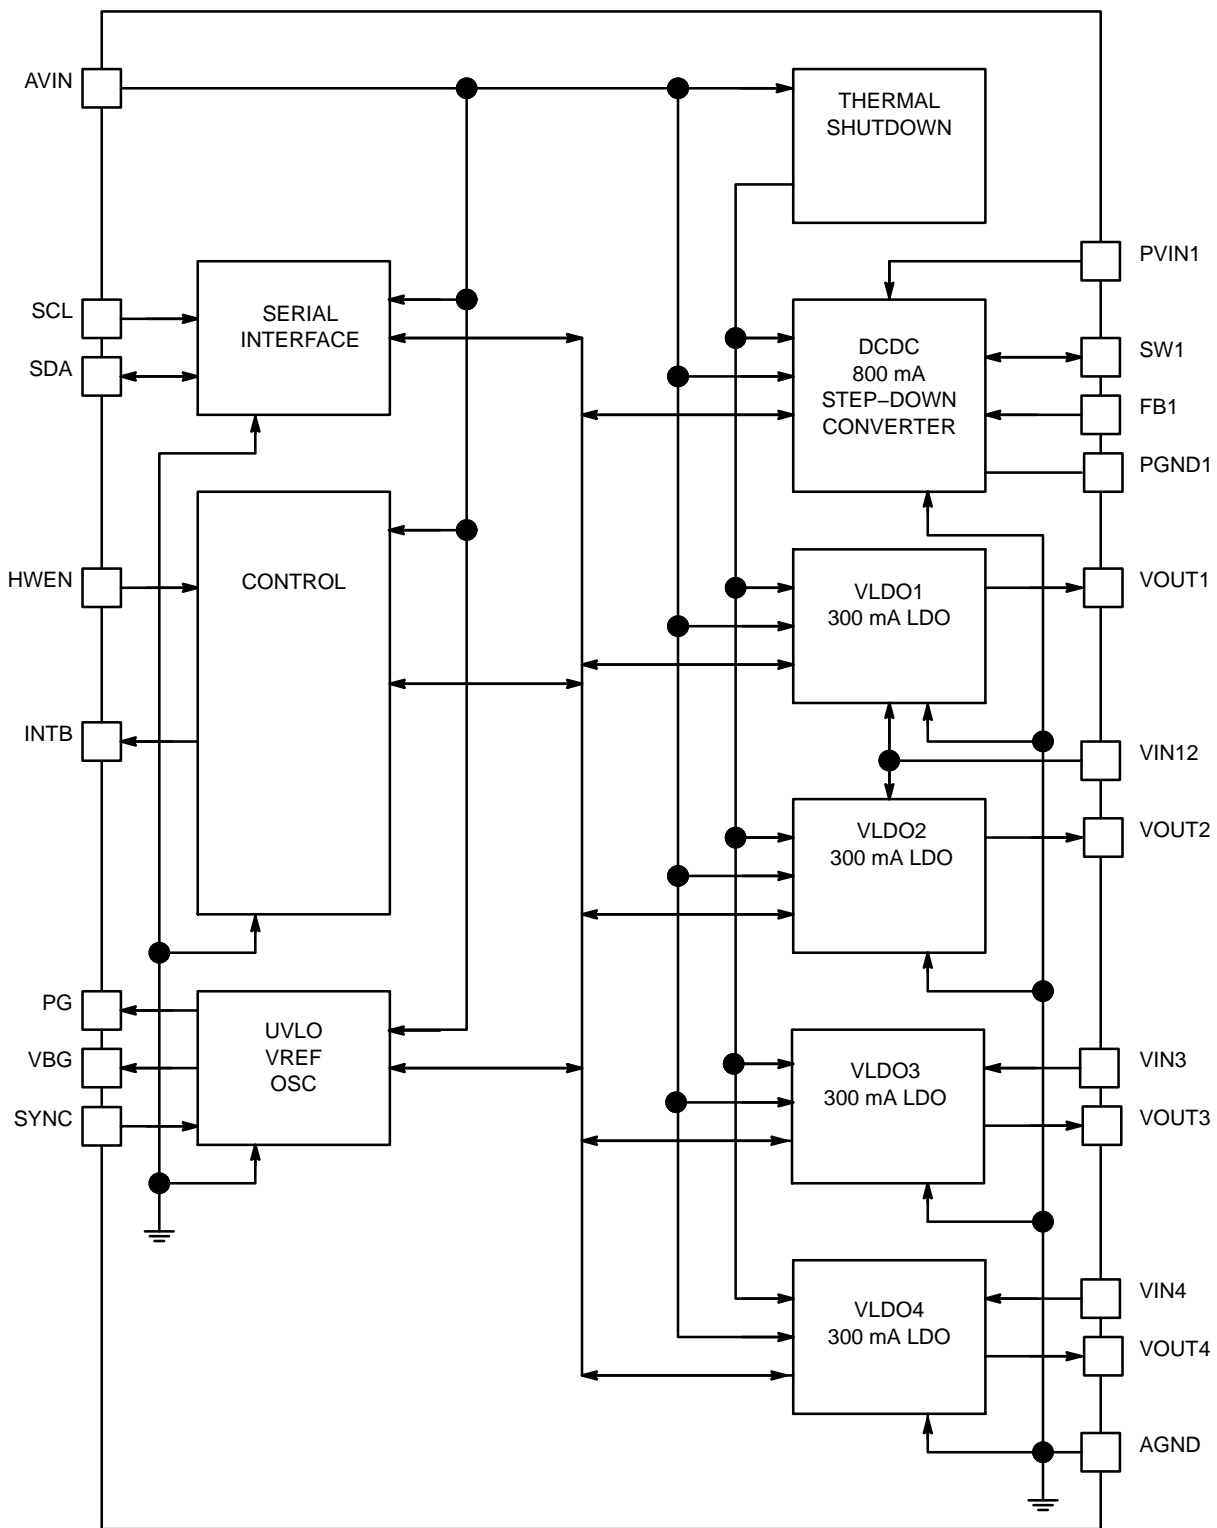 AVIN
THERMAL
SHUTDOWN
PVIN1
SCL
SERIAL
INTERFACE
SDA
DCDC
800 mA
STEP–DOWN
CONVERTER
SW1
FB1
PGND1
HWEN
CONTROL
VLDO1
300 mA LDO
VOUT1
INTB
VIN12
VLDO2
300 mA LDO
VOUT2
PG
UVLO
VREF
OSC
VBG
SYNC
VLDO3
300 mA LDO
VIN3
VOUT3
VLDO4
300 mA LDO
VIN4
VOUT4
AGND